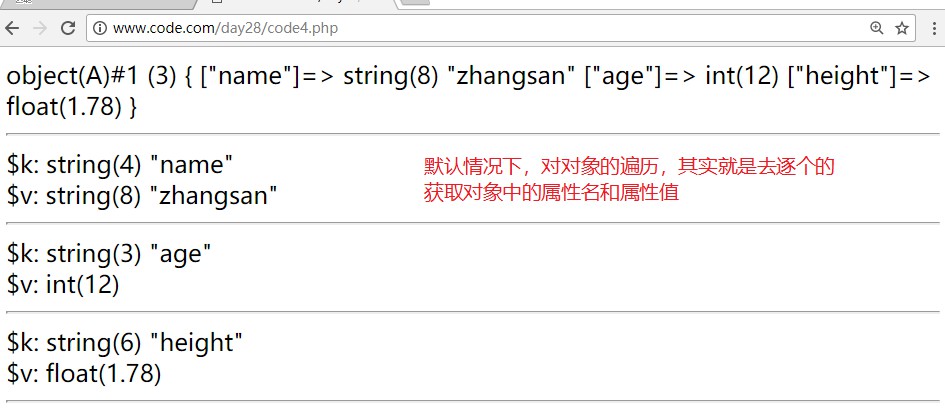 www.code.com/day28/code4.php
object(A)#1 (3) { ["name"]=> string(8) "zhangsan" ["age"]=> int(12) ["height"]=>
float(1.78) }
$k: string(4) "name"
$v: string(8) "zhangsan"
默认情况下，对对象的遍历，其实就是去逐个的
获取对象中的属性名和属性值
$k: string(3) "age"
$v: int(12)
$k: string(6) "height"
$v: float(1.78)